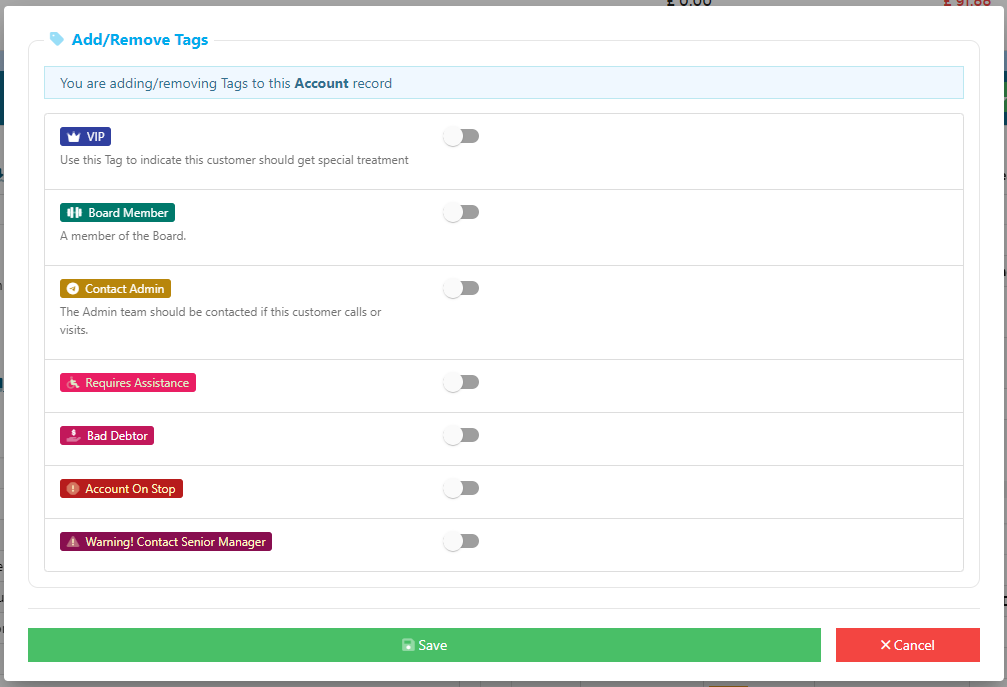 £ 0.00
£ 91.88
Add/Remove Tags
You are adding/removing Tags to this Account record
VIP
Use this Tag to indicate this customer should get special treatment
Board Member
A member of the Board.
Contact Admin
The Admin team should be contacted if this customer calls or
visits.
Requires Assistance
Bad Debtor
Account On Stop
Warning! Contact Senior Manager
Save
Cancel